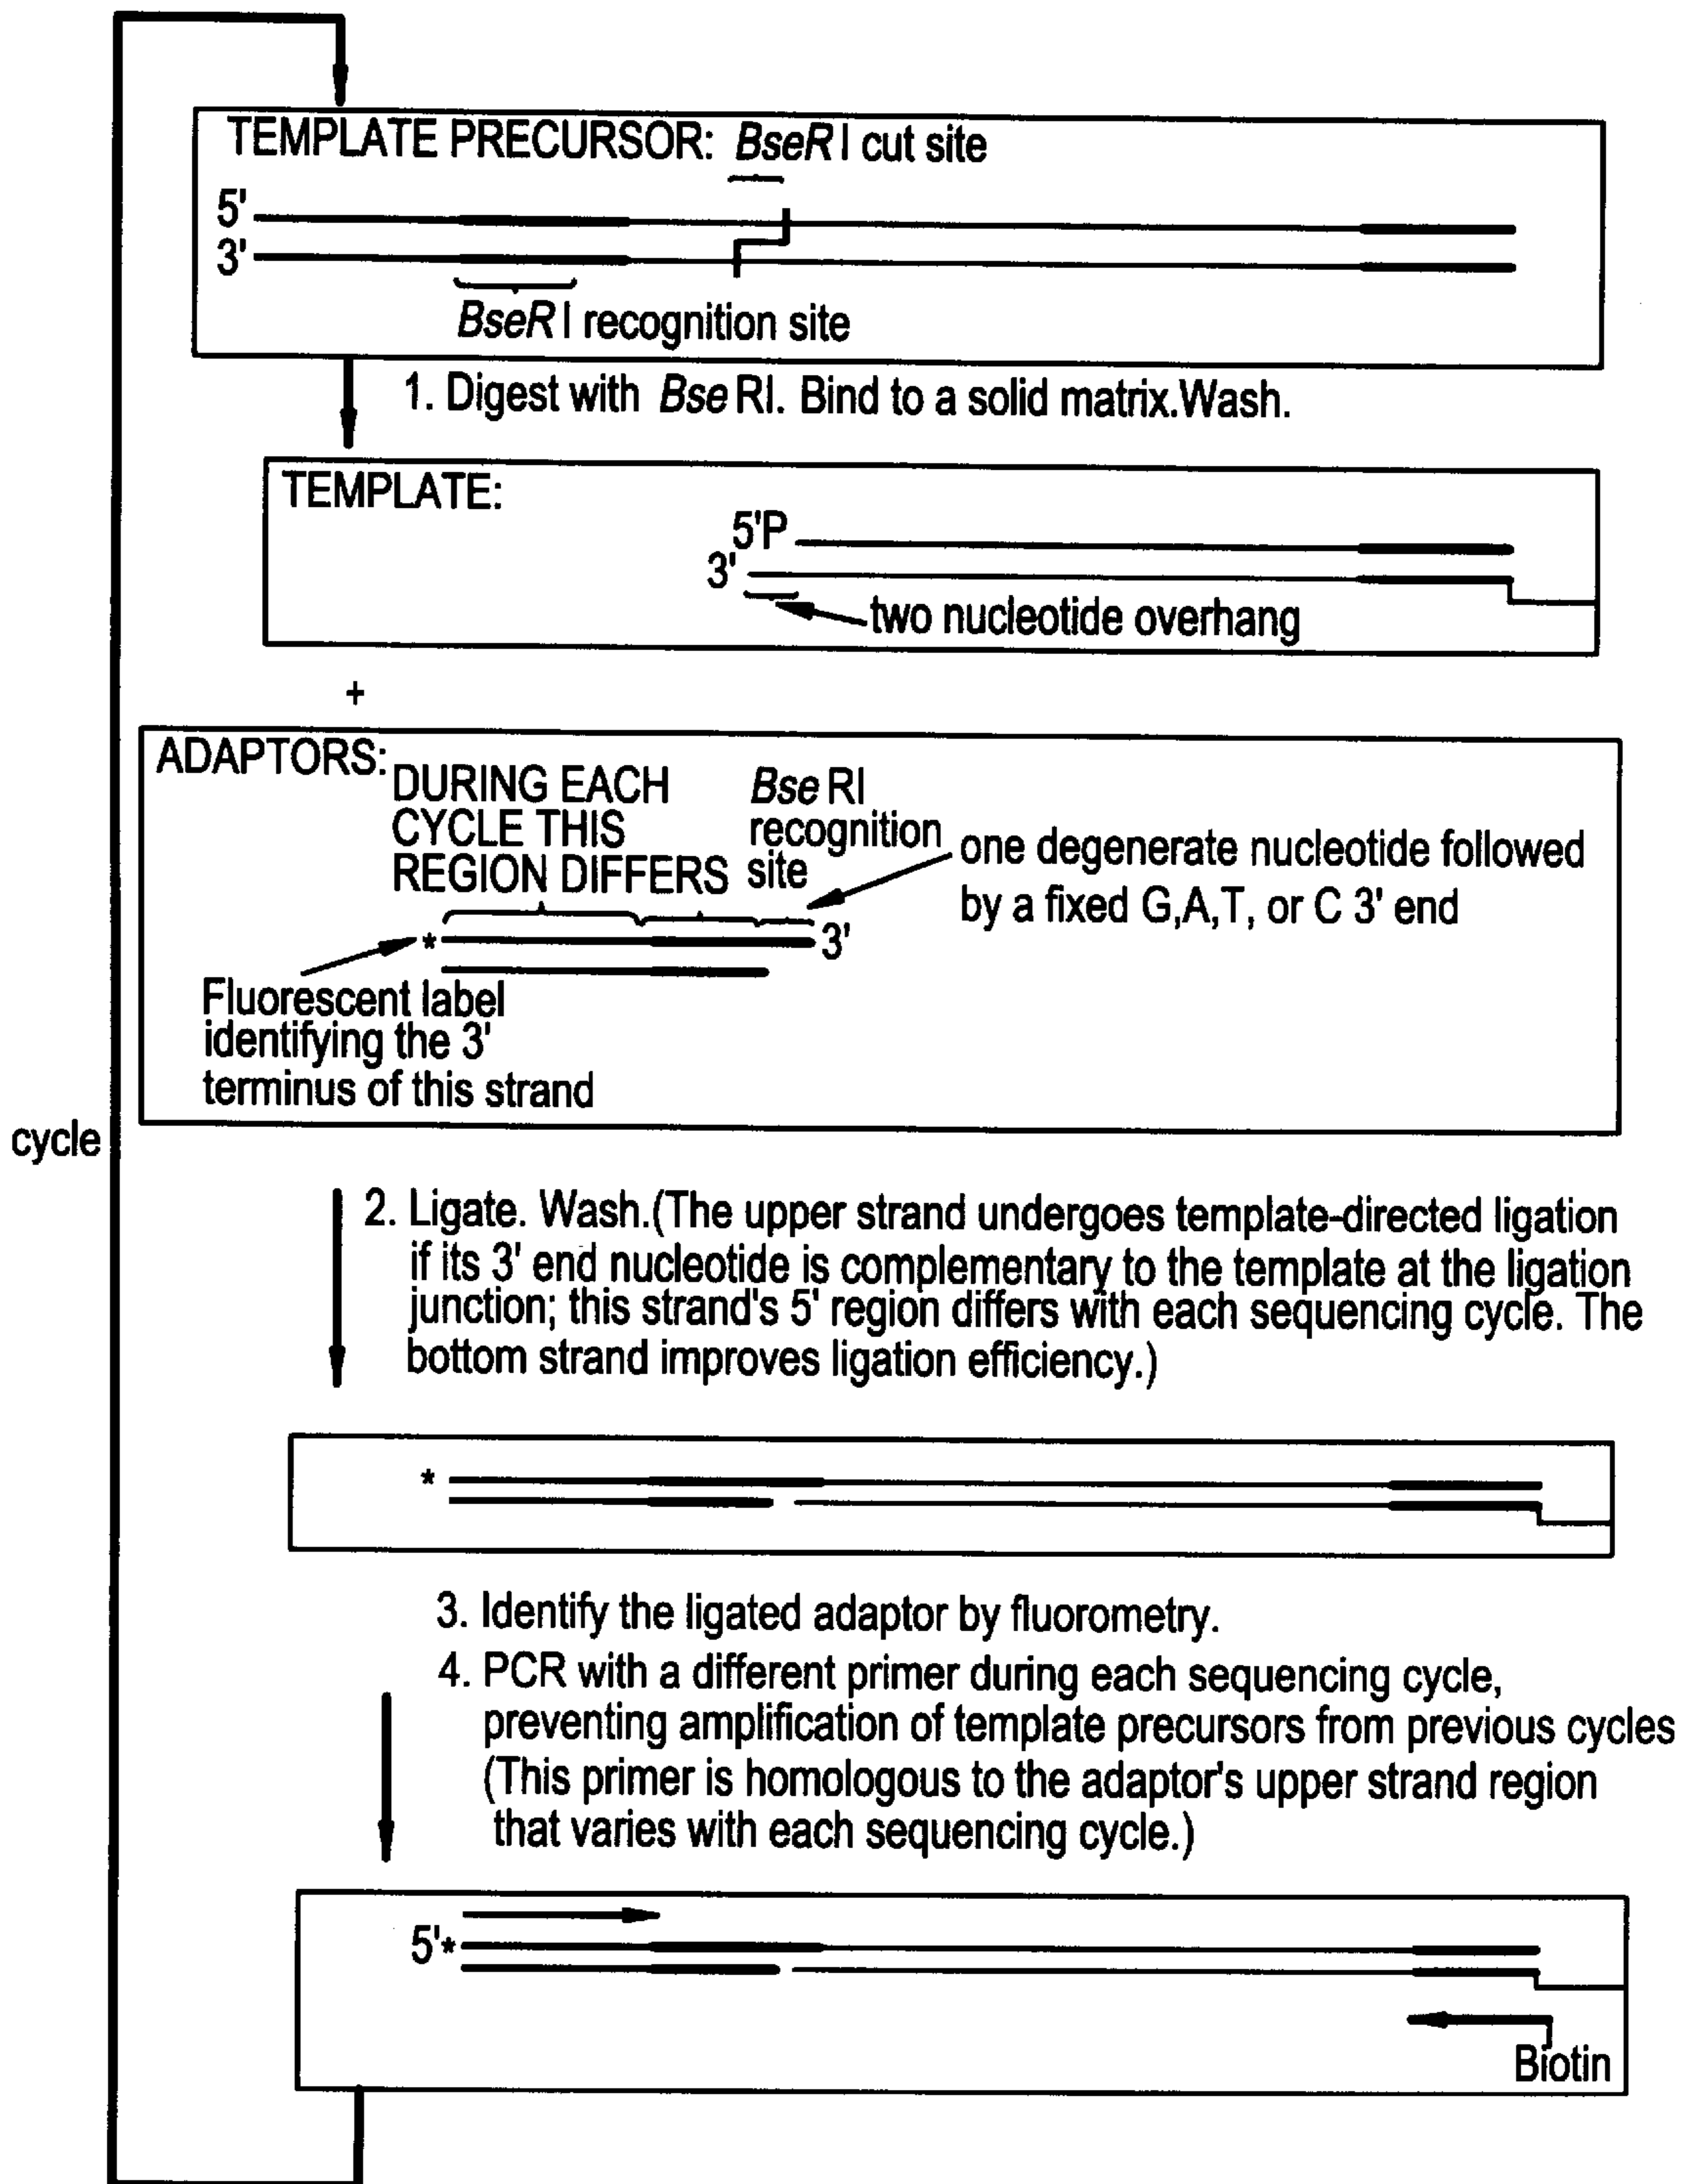 TEMPLATE PRECURSOR: BseRI cut site
5'
3'
BseRI recognition site
1. Digest with Bse RI. Bind to a solid matrix.Wash.
TEMPLATE:
5'P
3'
two nucleotide overhang
+
ADAPTORS:
DURING EACH
CYCLE THIS
REGION DIFFERS
Bse RI
recognition
site
one degenerate nucleotide followed
by a fixed G,A,T, or C 3' end
*
3'
Fluorescent label
identifying the 3'
terminus of this strand
cycle
2. Ligate. Wash.(The upper strand undergoes template-directed ligation
if its 3' end nucleotide is complementary to the template at the ligation
junction; this strand's 5' region differs with each sequencing cycle. The
bottom strand improves ligation efficiency.)
*
3. Identify the ligated adaptor by fluorometry.
4. PCR with a different primer during each sequencing cycle,
preventing amplification of template precursors from previous cycles
(This primer is homologous to the adaptor's upper strand region
that varies with each sequencing cycle.)
5'*
Biotin